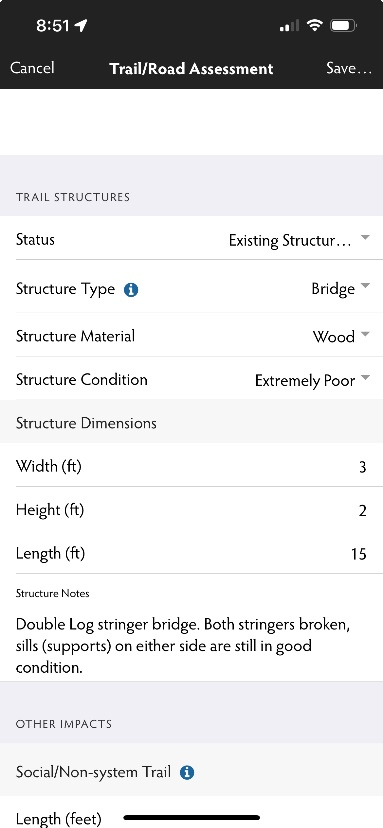 8:51
Cancel Trail/Road Assessment Save...
TRAIL STRUCTURES
Status Existing Structur...
Structure Type Bridge
Structure Material Wood
Structure Condition Extremely Poor
Structure Dimensions
Width (ft) 3
Height (ft) 2
Length (ft) 15
Structure Notes
Double Log stringer bridge. Both stringers broken,
sills (supports) on either side are still in good
condition.
OTHER IMPACTS
Social/Non-system Trail
Length (feet)